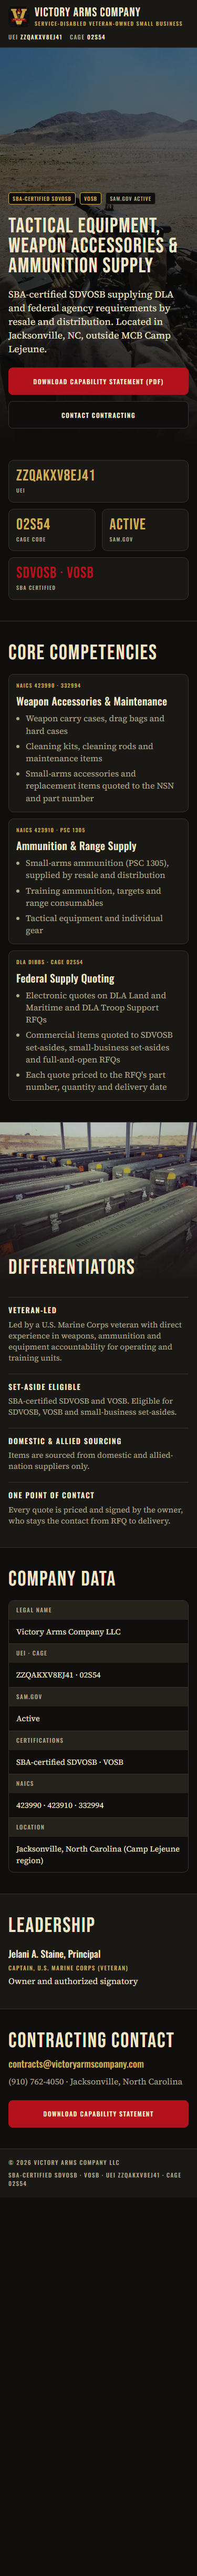 VICTORY ARMS COMPANY
SERVICE-DISABLED VETERAN-OWNED SMALL BUSINESS
UEI ZZQAKXV8EJ41 CAGE 02S54
SBA-CERTIFIED SDVOSB VOSB SAM.GOV ACTIVE
TACTICAL EQUIPMENT,
WEAPON ACCESSORIES &
AMMUNITION SUPPLY
SBA-certified SDVOSB supplying DLA
and federal agency requirements by
resale and distribution. Located in
Jacksonville, NC, outside MCB Camp
Lejeune.
DOWNLOAD CAPABILITY STATEMENT (PDF)
CONTACT CONTRACTING
ZZQAKXV8EJ41
UEI
02S54
CAGE CODE
ACTIVE
SAM.GOV
SDVOSB · VOSB
SBA CERTIFIED
CORE COMPETENCIES
NAICS 423990 · 332994
Weapon Accessories & Maintenance
• Weapon carry cases, drag bags and
hard cases
• Cleaning kits, cleaning rods and
maintenance items
• Small-arms accessories and
replacement items quoted to the NSN
and part number
NAICS 423910 · PSC 1305
Ammunition & Range Supply
• Small-arms ammunition (PSC 1305),
supplied by resale and distribution
• Training ammunition, targets and
range consumables
• Tactical equipment and individual
gear
DLA DIBBS · CAGE 02S54
Federal Supply Quoting
• Electronic quotes on DLA Land and
Maritime and DLA Troop Support
RFQs
• Commercial items quoted to SDVOSB
set-asides, small-business set-asides
and full-and-open RFQs
• Each quote priced to the RFQ's part
number, quantity and delivery date
DIFFERENTIATORS
VETERAN-LED
Led by a U.S. Marine Corps veteran with direct
experience in weapons, ammunition and
equipment accountability for operating and
training units.
SET-ASIDE ELIGIBLE
SBA-certified SDVOSB and VOSB. Eligible for
SDVOSB, VOSB and small-business set-asides.
DOMESTIC & ALLIED SOURCING
Items are sourced from domestic and allied-
nation suppliers only.
ONE POINT OF CONTACT
Every quote is priced and signed by the owner,
who stays the contact from RFQ to delivery.
COMPANY DATA
LEGAL NAME
Victory Arms Company LLC
UEI · CAGE
ZZQAKXV8EJ41 · 02S54
SAM.GOV
Active
CERTIFICATIONS
SBA-certified SDVOSB · VOSB
NAICS
423990 · 423910 · 332994
LOCATION
Jacksonville, North Carolina (Camp Lejeune
region)
LEADERSHIP
Jelani A. Staine, Principal
CAPTAIN, U.S. MARINE CORPS (VETERAN)
Owner and authorized signatory
CONTRACTING CONTACT
contracts@victoryarmscompany.com
(910) 762-4050 · Jacksonville, North Carolina
DOWNLOAD CAPABILITY STATEMENT
© 2026 VICTORY ARMS COMPANY LLC
SBA-CERTIFIED SDVOSB · VOSB · UEI ZZQAKXV8EJ41 · CAGE
02S54